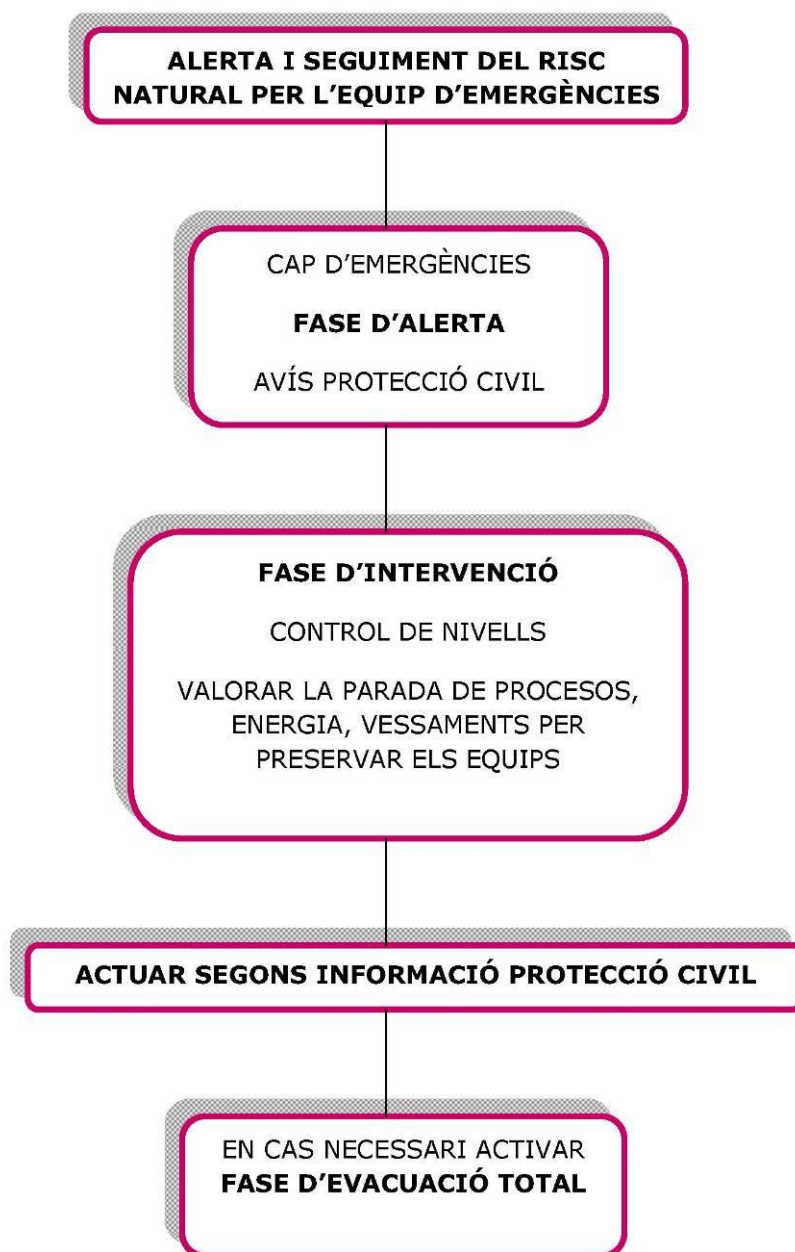 ALERTA I SEGUIMENT DEL RISC
NATURAL PER L'EQUIP D'EMERGÈNCIES
CAP D'EMERGÈNCIES
FASE D'ALERTA
AVÍS PROTECCIÓ CIVIL
FASE D'INTERVENCIÓ
CONTROL DE NIVELLS
VALORAR LA PARADA DE PROCESOS,
ENERGIA, VESSAMENTS PER
PRESERVAR ELS EQUIPS
ACTUAR SEGONS INFORMACIÓ PROTECCIÓ CIVIL
EN CAS NECESSARI ACTIVAR
FASE D'EVACUACIÓ TOTAL